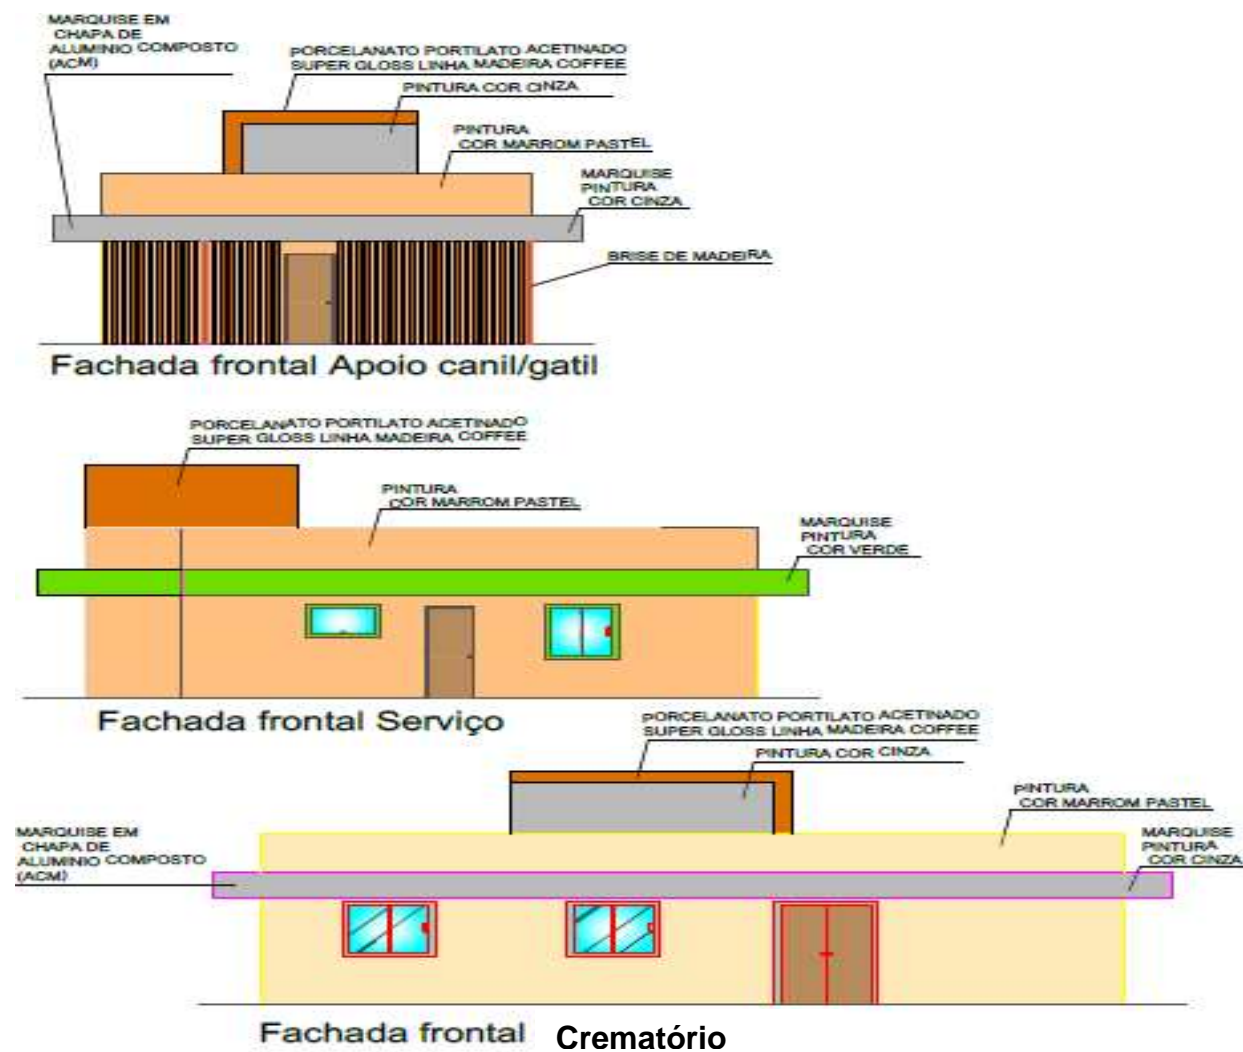 MARQUISE EM
CHAPA DE
ALUMINIO COMPOSTO
(ACM)
PORCELANATO PORTILATO ACETINADO
SUPER GLOSS LINHA MADEIRA COFFEE
PINTURA COR CINZA
PINTURA
COR MARROM PASTEL
MARQUISE
PINTURA
COR CINZA
BRISE DE MADEIRA
Fachada frontal Apoio canil/gatil
PORCELANATO PORTILATO ACETINADO
SUPER GLOSS LINHA MADEIRA COFFEE
PINTURA
COR MARROM PASTEL
MARQUISE
PINTURA
COR VERDE
Fachada frontal Serviço
PORCELANATO PORTILATO ACETINADO
SUPER GLOSS LINHA MADEIRA COFFEE
PINTURA COR CINZA
PINTURA
COR MARROM PASTEL
MARQUISE EM
CHAPA DE
ALUMINIO COMPOSTO
(ACM)
MARQUISE
PINTURA
COR CINZA
Fachada frontal Crematório